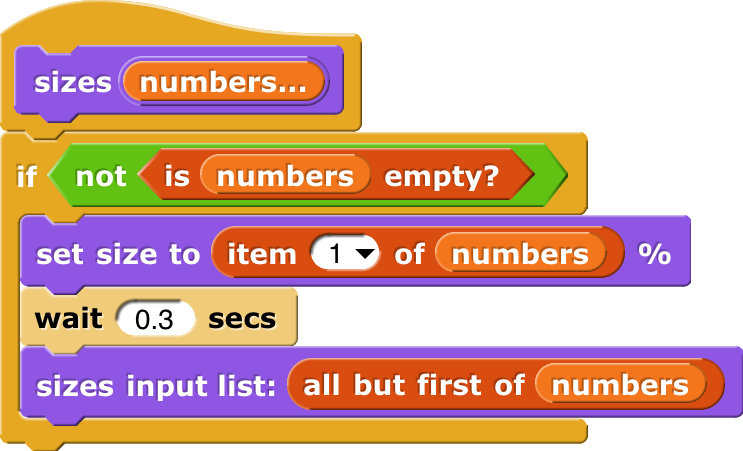 sizes numbers...
if not is numbers empty?
set size to item 1 of numbers %
wait 0.3 secs
sizes input list: all but first of numbers